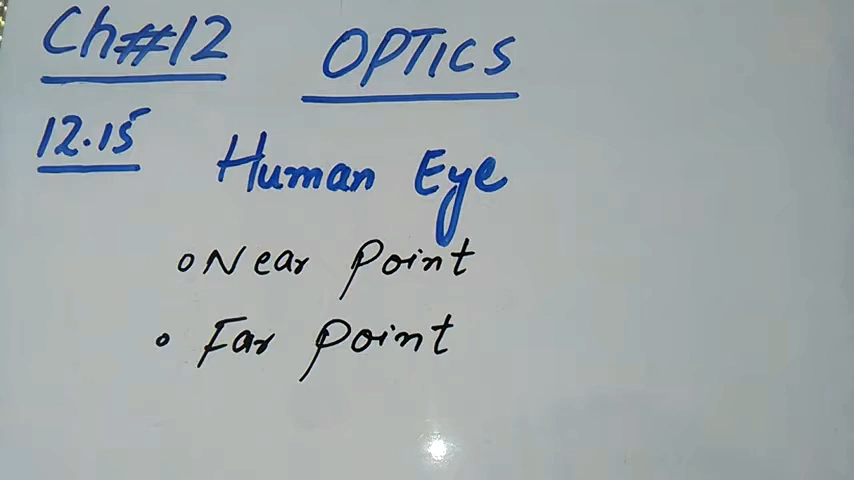 Ch#12
OPTICS
12.15
Human Eye
Near Point
Far Point